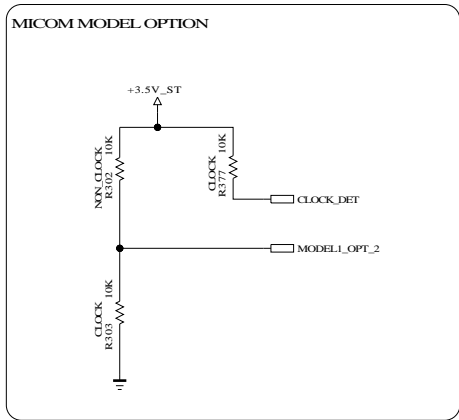 MICOM MODEL OPTION
+3.5V_ST
NON_CLOCK 10K
R302
CLOCK 10K
R377
CLOCK_DET
MODEL1_OPT_2
CLOCK 10K
R303